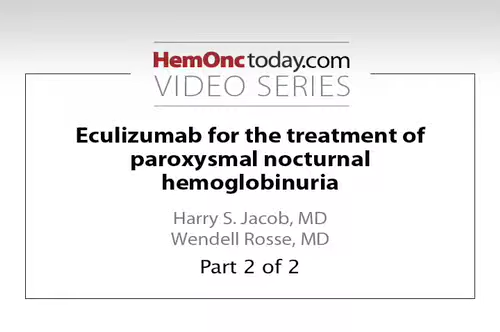 HemOnctoday.com
VIDEO SERIES
Eculizumab for the treatment of
paroxysmal nocturnal
hemoglobinuria
Harry S. Jacob, MD
Wendell Rosse, MD
Part 2 of 2